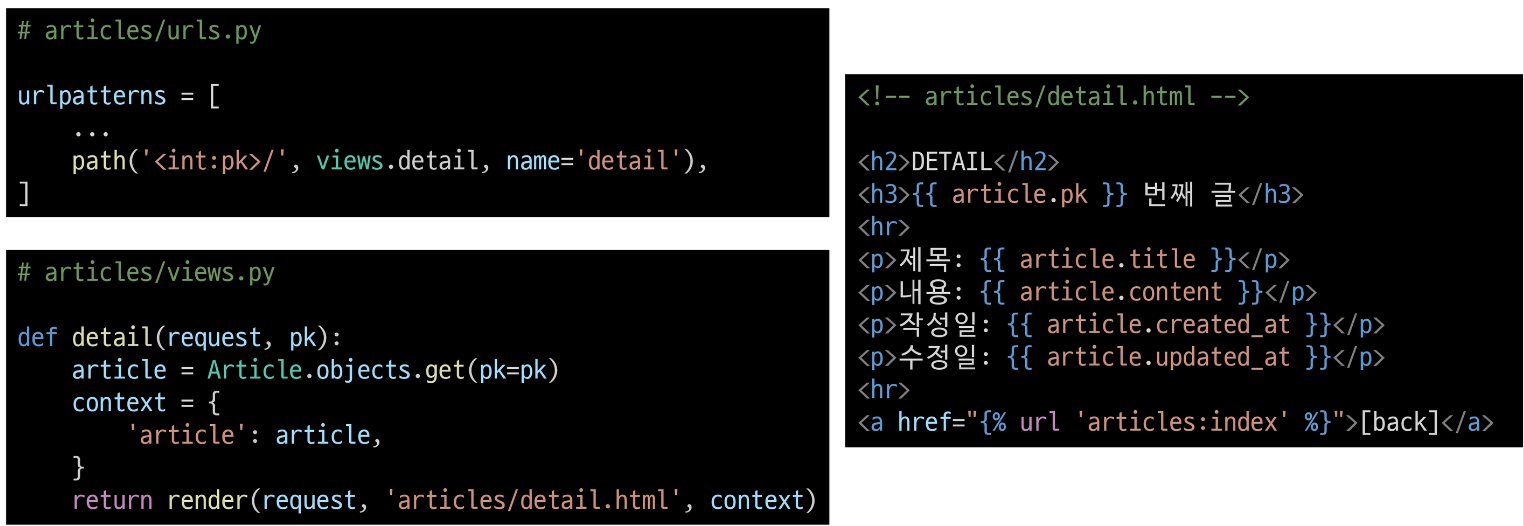 # articles/urls.py
urlpatterns = [
    ...
    path('<int:pk>/', views.detail, name='detail'),
]
# articles/views.py
def detail(request, pk):
    article = Article.objects.get(pk=pk)
    context = {
        'article': article,
    }
    return render(request, 'articles/detail.html', context)
<!-- articles/detail.html -->
<h2>DETAIL</h2>
<h3>{{ article.pk }} 번째 글</h3>
<hr>
<p>제목: {{ article.title }}</p>
<p>내용: {{ article.content }}</p>
<p>작성일: {{ article.created_at }}</p>
<p>수정일: {{ article.updated_at }}</p>
<hr>
<a href="{% url 'articles:index' %}">[back]</a>